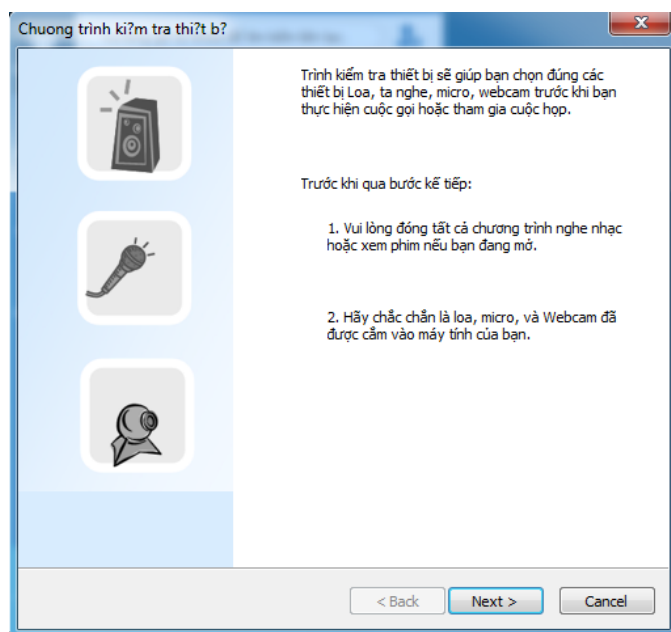 Chuong trình ki?m tra thi?t b?
Trình kiểm tra thiết bị sẽ giúp bạn chọn đúng các
thiết bị Loa, ta nghe, micro, webcam trước khi bạn
thực hiện cuộc gọi hoặc tham gia cuộc họp.
Trước khi qua bước kế tiếp:
1. Vui lòng đóng tất cả chương trình nghe nhạc
hoặc xem phim nếu bạn đang mở.
2. Hãy chắc chắn là loa, micro, và Webcam đã
được cắm vào máy tính của bạn.
< Back Next > Cancel